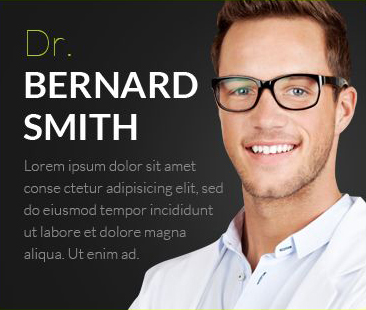 Dr.
BERNARD
SMITH
Lorem ipsum dolor sit amet
conse ctetur adipisicing elit, sed
do eiusmod tempor incididunt
ut labore et dolore magna
aliqua. Ut enim ad.